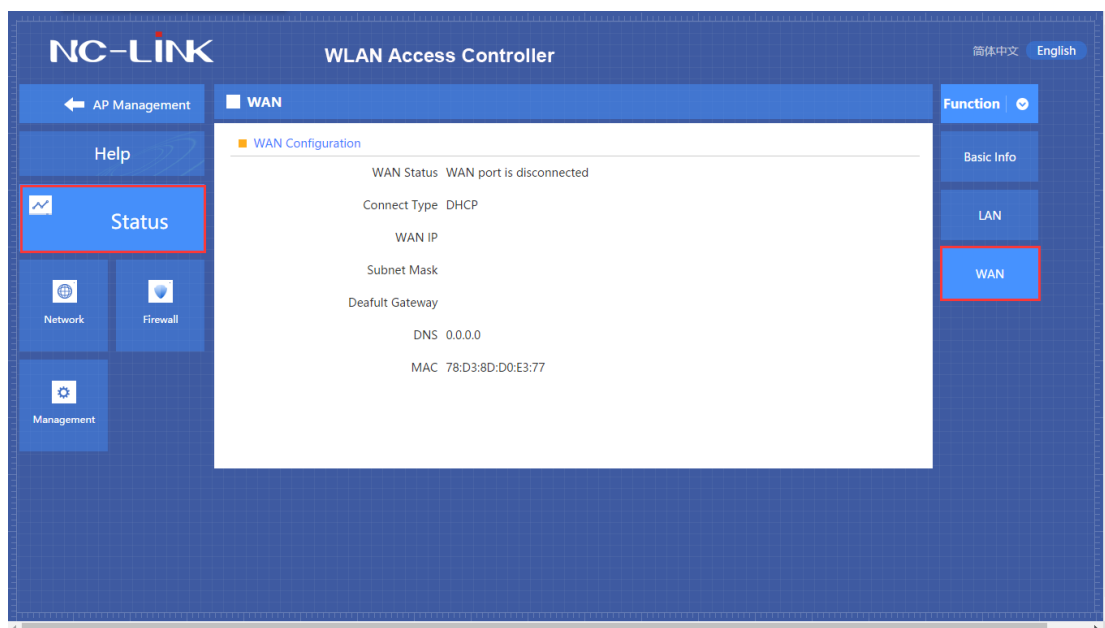 NC-LINK
WLAN Access Controller
简体中文 English
AP Management
WAN
Function
Help
WAN Configuration
Basic Info
WAN Status WAN port is disconnected
Status
Connect Type DHCP
LAN
WAN IP
Subnet Mask
WAN
Network
Firewall
Deafult Gateway
DNS 0.0.0.0
MAC 78:D3:8D:D0:E3:77
Management